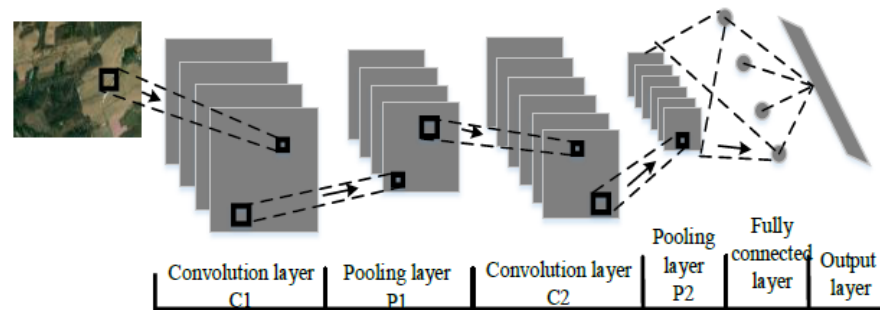 Convolution layer
C1
Pooling layer
P1
Convolution layer
C2
Pooling
layer
P2
Fully
connected
layer
Output
layer